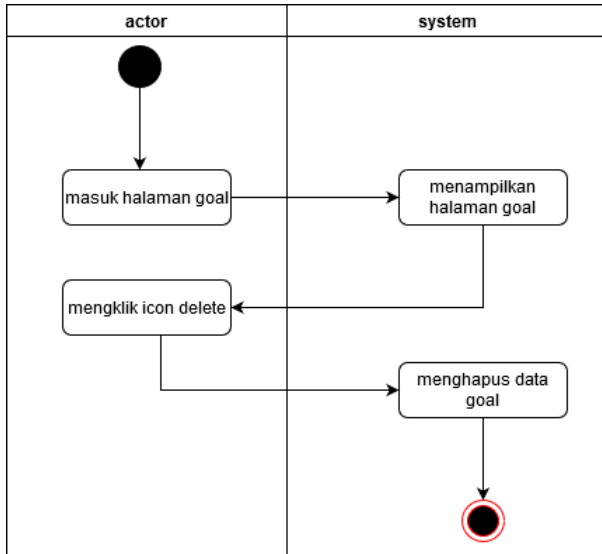 actor
system
masuk halaman goal
menampilkan
halaman goal
mengklik icon delete
menghapus data
goal